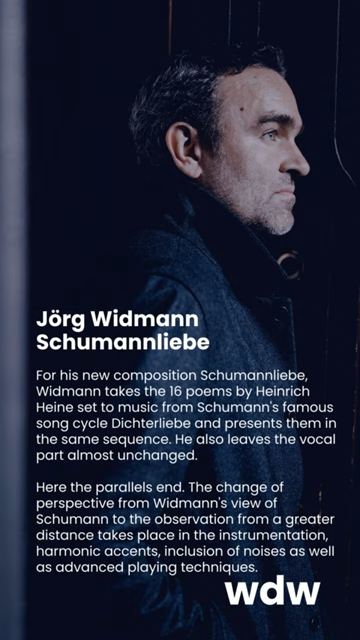 Jörg Widmann
Schumannliebe
For his new composition Schumannliebe,
Widmann takes the 16 poems by Heinrich
Heine set to music from Schumann's famous
song cycle Dichterliebe and presents them in
the same sequence. He also leaves the vocal
part almost unchanged.
Here the parallels end. The change of
perspective from Widmann's view of
Schumann to the observation from a greater
distance takes place in the instrumentation,
harmonic accents, inclusion of noises as well
as advanced playing techniques.
wdw